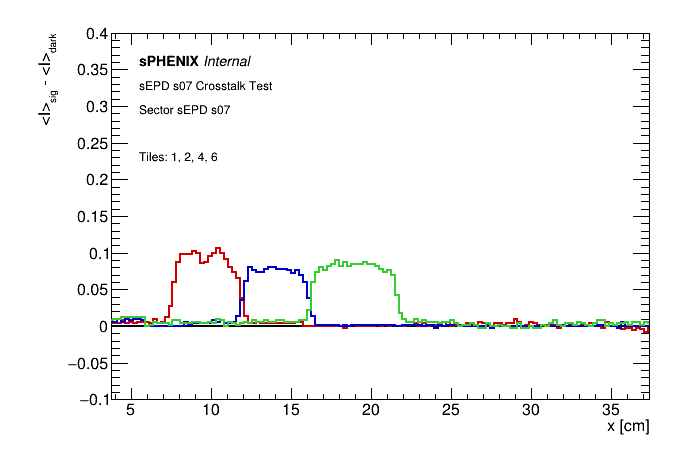 <I>sig - <I>dark
0.4
0.35
0.3
0.25
0.2
0.15
0.1
0.05
0
−0.05
−0.1
sPHENIX Internal
sEPD s07 Crosstalk Test
Sector sEPD s07
Tiles: 1, 2, 4, 6
5 10 15 20 25 30 35
x [cm]